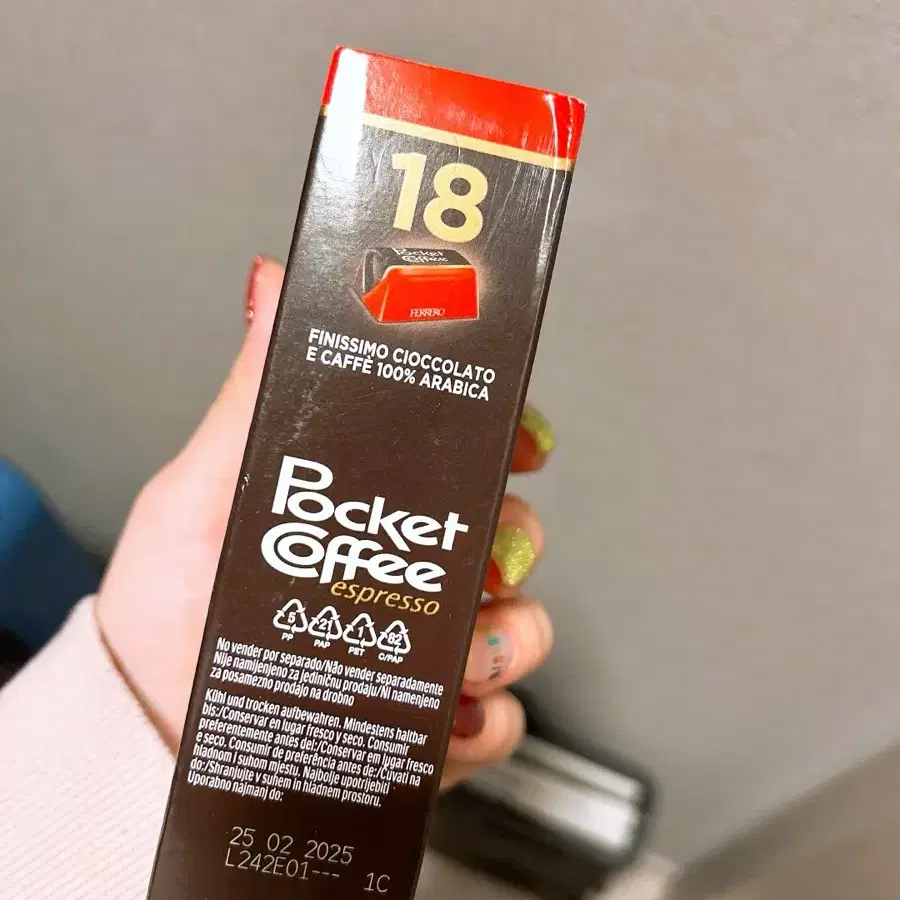 18
Pocket
Coffee
FERRERO
FINISSIMO CIOCCOLATO
E CAFFÈ 100% ARABICA
Pocket
Coffee
espresso
5 21 1 82
PP PAP PET C/PAP
No vender por separado/Não vender separadamente
Nije namijenjeno za jediničnu prodaju/Ni namenjeno
za posamezno prodajo na drobno
Kühl und trocken aufbewahren. Mindestens haltbar
bis:/Conservar en lugar fresco y seco. Consumir
preferentemente antes del:/Conservar em lugar fresco
e seco. Consumir de preferência antes de:/Čuvati na
hladnom i suhom mjestu. Najbolje upotrijebiti
do:/Shranjujte v suhem in hladnem prostoru.
Uporabno najmanj do:
25 02 2025
L242E01--- 1C